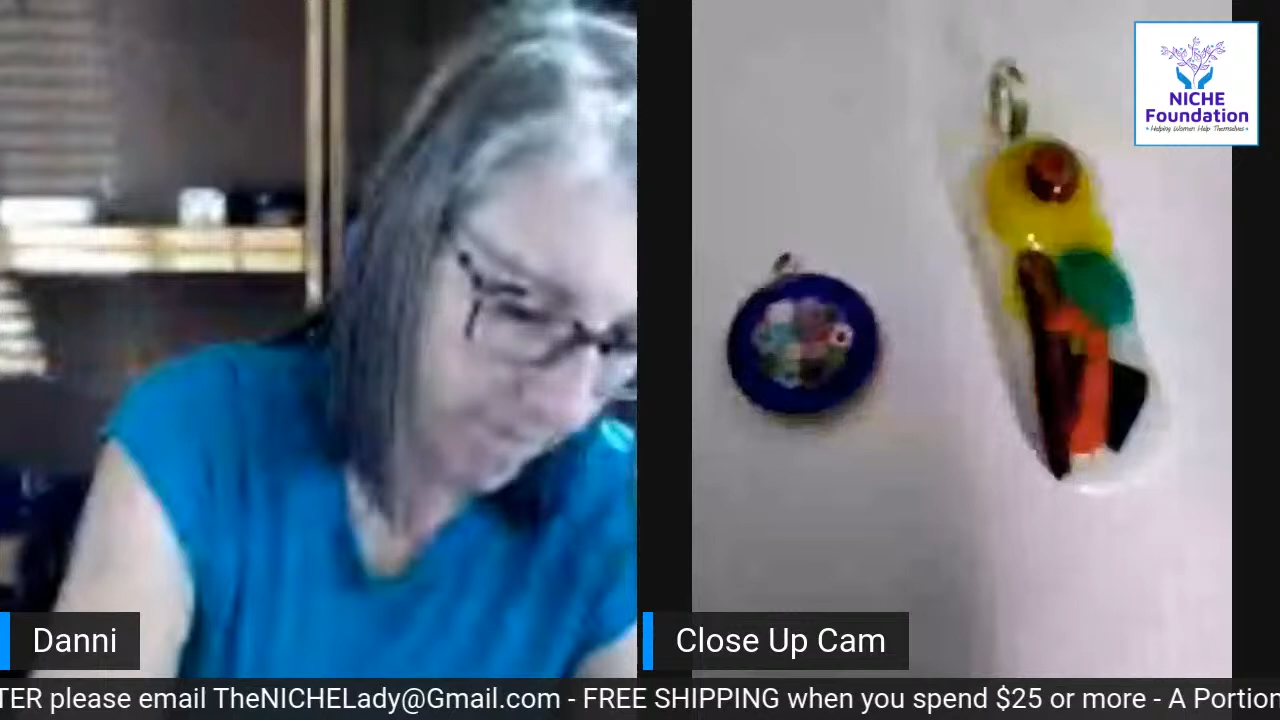 NICHE
Foundation
• Helping Women Help Themselves •
Danni
Close Up Cam
TER please email TheNICHELady@Gmail.com - FREE SHIPPING when you spend $25 or more - A Portion